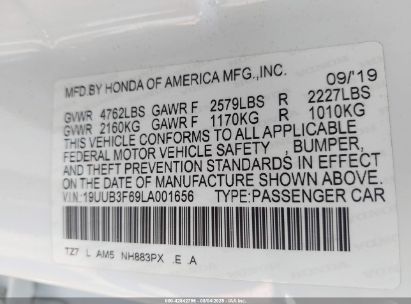 MFD.BY HONDA OF AMERICA MFG.,INC. 09/'19
GVWR 4762LBS GAWR F 2579LBS R 2227LBS
GVWR 2160KG GAWR F 1170KG R 1010KG
THIS VEHICLE CONFORMS TO ALL APPLICABLE
FEDERAL MOTOR VEHICLE SAFETY , BUMPER,
AND THEFT PREVENTION STANDARDS IN EFFECT
ON THE DATE OF MANUFACTURE SHOWN ABOVE.
V.I.N.:19UUB3F69LA001656 TYPE:PASSENGER CAR
TZ7 L AM5 NH883PX .E .A